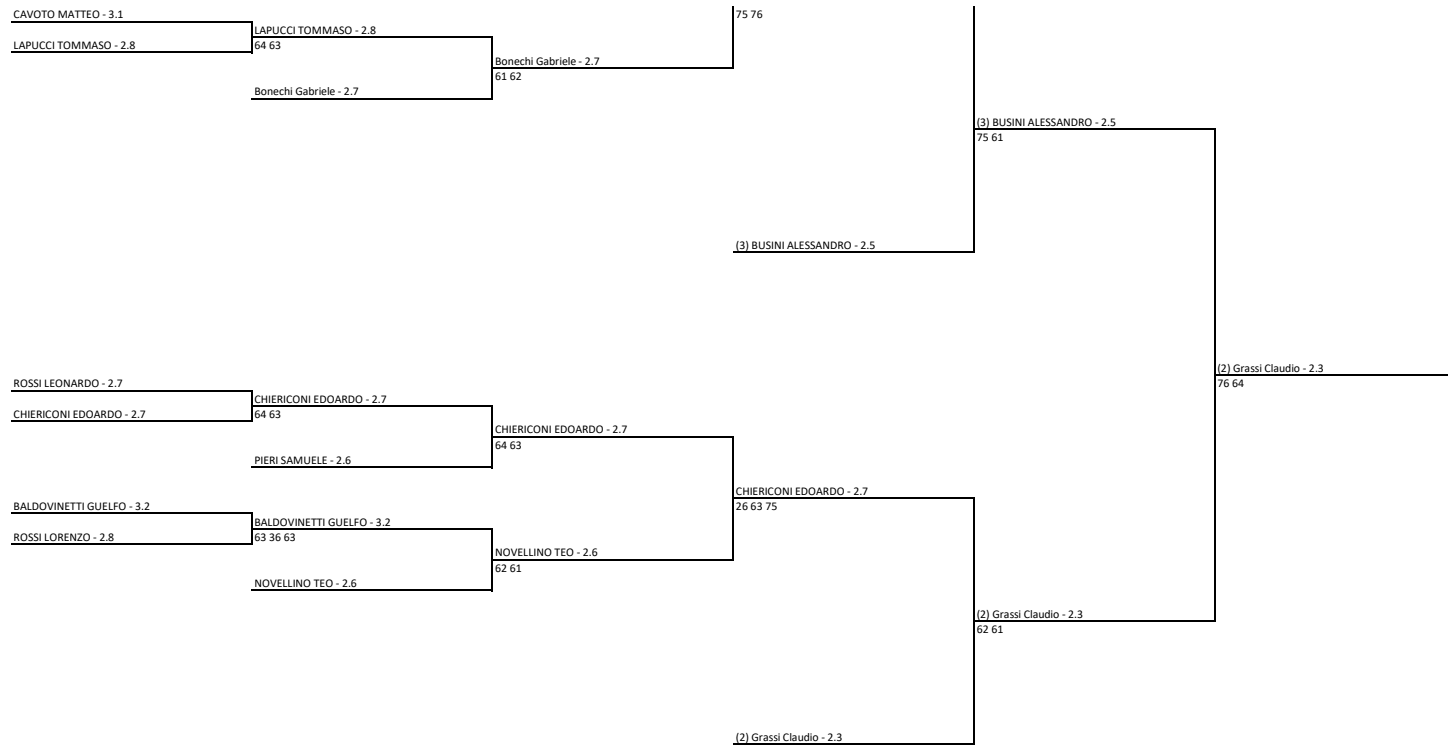 CAVOTO MATTEO - 3.1
75 76
LAPUCCI TOMMASO - 2.8
LAPUCCI TOMMASO - 2.8
64 63
Bonechi Gabriele - 2.7
61 62
Bonechi Gabriele - 2.7
(3) BUSINI ALESSANDRO - 2.5
75 61
(3) BUSINI ALESSANDRO - 2.5
(2) Grassi Claudio - 2.3
76 64
ROSSI LEONARDO - 2.7
CHIERICONI EDOARDO - 2.7
CHIERICONI EDOARDO - 2.7
64 63
CHIERICONI EDOARDO - 2.7
64 63
PIERI SAMUELE - 2.6
CHIERICONI EDOARDO - 2.7
26 63 75
BALDOVINETTI GUELFO - 3.2
BALDOVINETTI GUELFO - 3.2
ROSSI LORENZO - 2.8
63 36 63
NOVELLINO TEO - 2.6
62 61
NOVELLINO TEO - 2.6
(2) Grassi Claudio - 2.3
62 61
(2) Grassi Claudio - 2.3